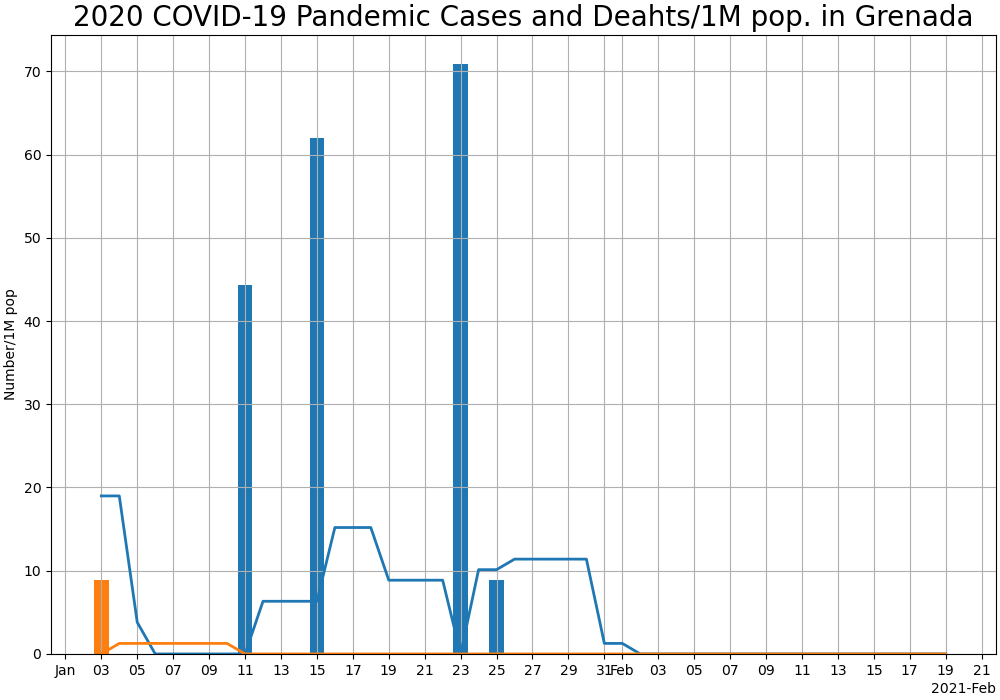 2020 COVID-19 Pandemic Cases and Deahts/1M pop. in Grenada
Number/1M pop
70
60
50
40
30
20
10
0
Jan 03 05 07 09 11 13 15 17 19 21 23 25 27 29 31 Feb 03 05 07 09 11 13 15 17 19 21
2021-Feb